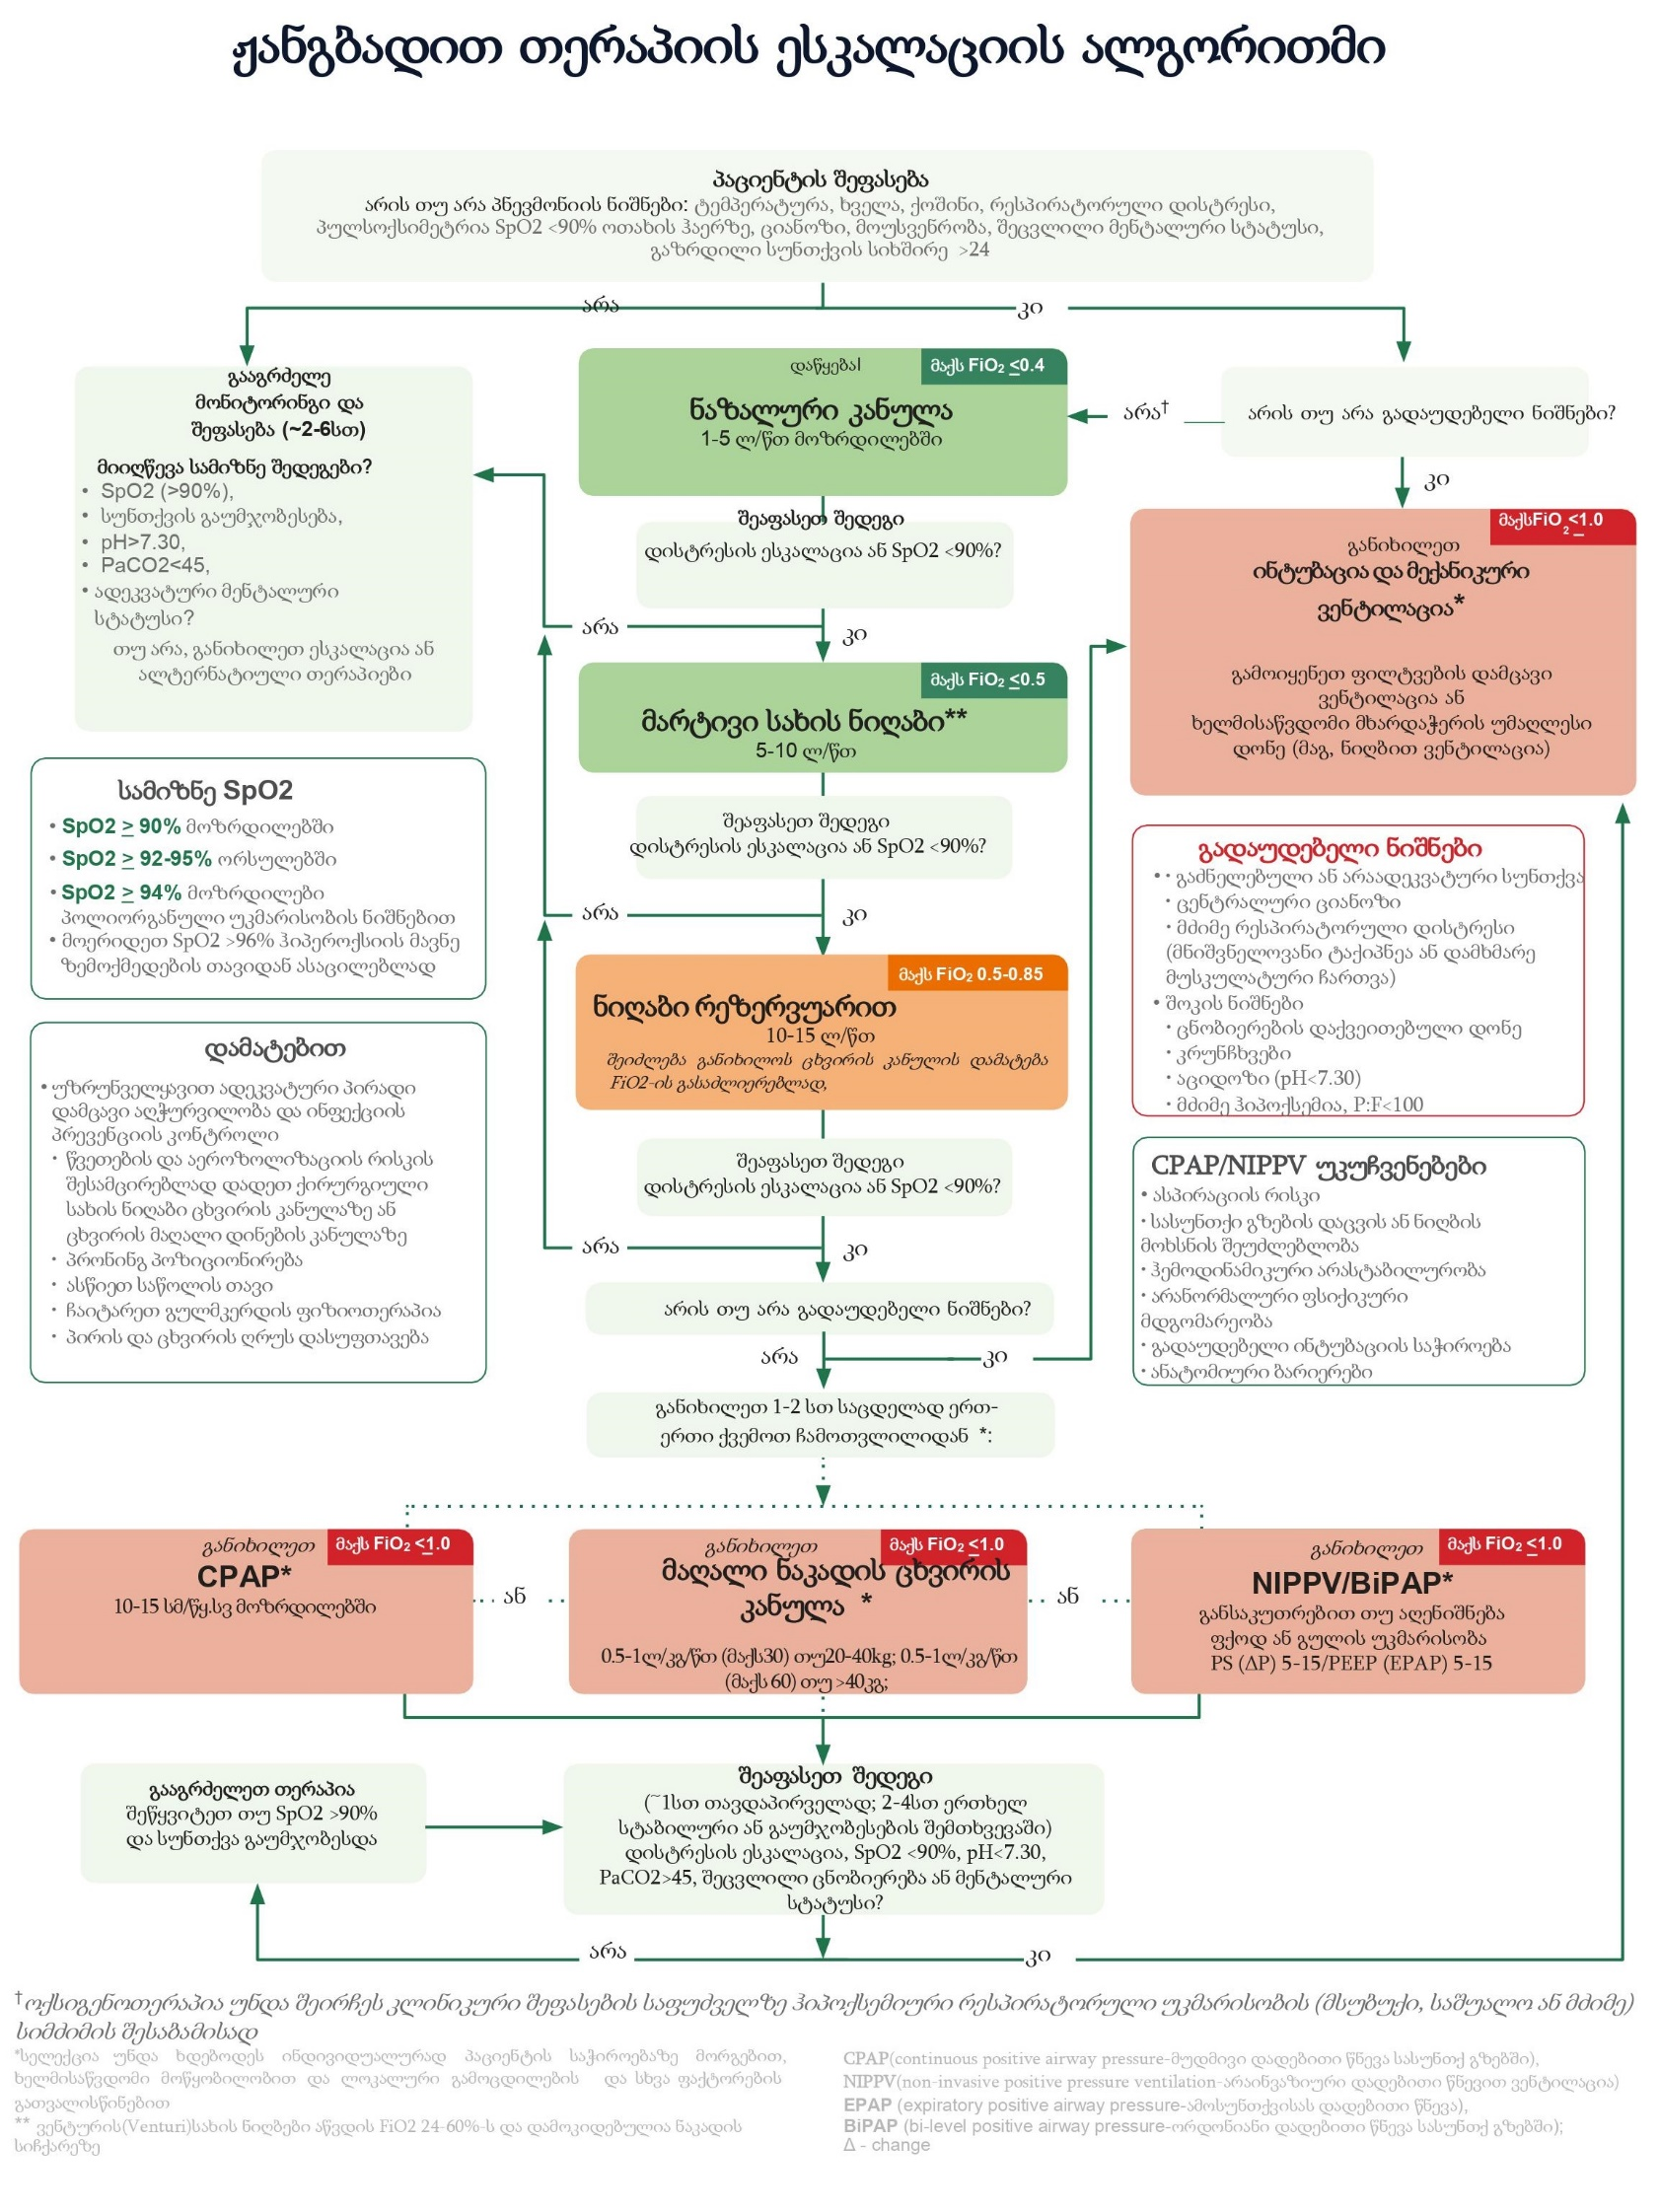 ჟანგბადით თერაპიის ესკალაციის ალგორითმი
პაციენტის შეფასება
არის თუ არა პნევმონიის ნიშნები: ტემპერატურა, ხველა, ქოშინი, რესპირატორული დისტრესი,
პულსოქსიმეტრია SpO2 <90% ოთახის ჰაერზე, ციანოზი, მოუსვენრობა, შეცვლილი მენტალური სტატუსი,
გაზრდილი სუნთქვის სიხშირე >24
არა
კი
გააგრძელე
მონიტორინგი და
შეფასება (~2-6სთ)
მიიღწევა სამიზნე შედეგები?
• SpO2 (>90%),
• სუნთქვის გაუმჯობესება,
• pH>7.30,
• PaCO2<45,
• ადეკვატური მენტალური
სტატუსი?
თუ არა, განიხილეთ ესკალაცია ან
ალტერნატიული თერაპიები
დაწყებაl
მაქს FiO₂ <0.4
ნაზალური კანულა
1-5 ლ/წთ მოზრდილებში
არა†
არის თუ არა გადაუდებელი ნიშნები?
კი
შეაფასეთ შედეგი
დისტრესის ესკალაცია ან SpO2 <90%?
არა
კი
მაქსFiO₂<1.0
განიხილეთ
ინტუბაცია და მექანიკური
ვენტილაცია*
გამოიყენეთ ფილტვების დამცავი
ვენტილაცია ან
ხელმისაწვდომი მხარდაჭერის უმაღლესი
დონე (მაგ, ნიღბით ვენტილაცია)
მაქს FiO₂ <0.5
მარტივი სახის ნიღაბი**
5-10 ლ/წთ
შეაფასეთ შედეგი
დისტრესის ესკალაცია ან SpO2 <90%?
არა
კი
სამიზნე SpO2
• SpO2 > 90% მოზრდილებში
• SpO2 > 92-95% ორსულებში
• SpO2 > 94% მოზრდილები
პოლიორგანული უკმარისობის ნიშნებით
• მოერიდეთ SpO2 >96% ჰიპეროქსიის მავნე
ზემოქმედების თავიდან ასაცილებლად
გადაუდებელი ნიშნები
• • გაძნელებული ან არაადეკვატური სუნთქვა
• ცენტრალური ციანოზი
• მძიმე რესპირატორული დისტრესი
(მნიშვნელოვანი ტაქიპნეა ან დამხმარე
მუსკულატური ჩართვა)
• შოკის ნიშნები
• ცნობიერების დაქვეითებული დონე
• კრუნჩხვები
• აციდოზი (pH<7.30)
• მძიმე ჰიპოქსემია, P:F<100
მაქს FiO₂ 0.5-0.85
ნიღაბი რეზერვუარით
10-15 ლ/წთ
შეიძლება განიხილოს ცხვირის კანულის დამატება
FiO2-ის გასაძლიერებლად,
შეაფასეთ შედეგი
დისტრესის ესკალაცია ან SpO2 <90%?
არა
კი
დამატებით
• უზრუნველყავით ადეკვატური პირადი
დამცავი აღჭურვილობა და ინფექციის
პრევენციის კონტროლი
• წვეთების და აეროზოლიზაციის რისკის
შესამცირებლად დადეთ ქირურგიული
სახის ნიღაბი ცხვირის კანულაზე ან
ცხვირის მაღალი დინების კანულაზე
• პრონინგ პოზიციონირება
• ასწიეთ საწოლის თავი
• ჩაიტარეთ გულმკერდის ფიზიოთერაპია
• პირის და ცხვირის ღრუს დასუფთავება
CPAP/NIPPV უკუჩვენებები
• ასპირაციის რისკი
• სასუნთქი გზების დაცვის ან ნიღბის
მოხსნის შეუძლებლობა
• ჰემოდინამიკური არასტაბილურობა
• არანორმალური ფსიქიკური
მდგომარეობა
• გადაუდებელი ინტუბაციის საჭიროება
• ანატომიური ბარიერები
არის თუ არა გადაუდებელი ნიშნები?
არა
კი
განიხილეთ 1-2 სთ საცდელად ერთ-
ერთი ქვემოთ ჩამოთვლილიდან *:
განიხილეთ
მაქს FiO₂ <1.0
CPAP*
10-15 სმ/წყ.სვ მოზრდილებში
ან
განიხილეთ
მაქს FiO₂ <1.0
მაღალი ნაკადის ცხვირის
კანულა *
0.5-1ლ/კგ/წთ (მაქს30) თუ20-40kg; 0.5-1ლ/კგ/წთ
(მაქს 60) თუ >40კგ;
ან
განიხილეთ
მაქს FiO₂ <1.0
NIPPV/BiPAP*
განსაკუთრებით თუ აღენიშნება
ფქოდ ან გულის უკმარისობა
PS (ΔP) 5-15/PEEP (EPAP) 5-15
გააგრძელეთ თერაპია
შეწყვიტეთ თუ SpO2 >90%
და სუნთქვა გაუმჯობესდა
შეაფასეთ შედეგი
(~1სთ თავდაპირველად; 2-4სთ ერთხელ
სტაბილური ან გაუმჯობესების შემთხვევაში)
დისტრესის ესკალაცია, SpO2 <90%, pH<7.30,
PaCO2>45, შეცვლილი ცნობიერება ან მენტალური
სტატუსი?
არა
კი
†ოქსიგენოთერაპია უნდა შეირჩეს კლინიკური შეფასების საფუძველზე ჰიპოქსემიური რესპირატორული უკმარისობის (მსუბუქი, საშუალო ან მძიმე)
სიმძიმის შესაბამისად
*სელექცია უნდა ხდებოდეს ინდივიდუალურად პაციენტის საჭიროებაზე მორგებით,
ხელმისაწვდომი მოწყობილობით და ლოკალური გამოცდილების და სხვა ფაქტორების
გათვალისწინებით
** ვენტურის(Venturi)სახის ნიღბები აწვდის FiO2 24-60%-ს და დამოკიდებულია ნაკადის
სიჩქარეზე
CPAP(continuous positive airway pressure-მუდმივი დადებითი წნევა სასუნთქ გზებში),
NIPPV(non-invasive positive pressure ventilation-არაინვაზიური დადებითი წნევით ვენტილაცია)
EPAP (expiratory positive airway pressure-ამოსუნთქვისას დადებითი წნევა),
BiPAP (bi-level positive airway pressure-ორდონიანი დადებითი წნევა სასუნთქ გზებში);
Δ - change